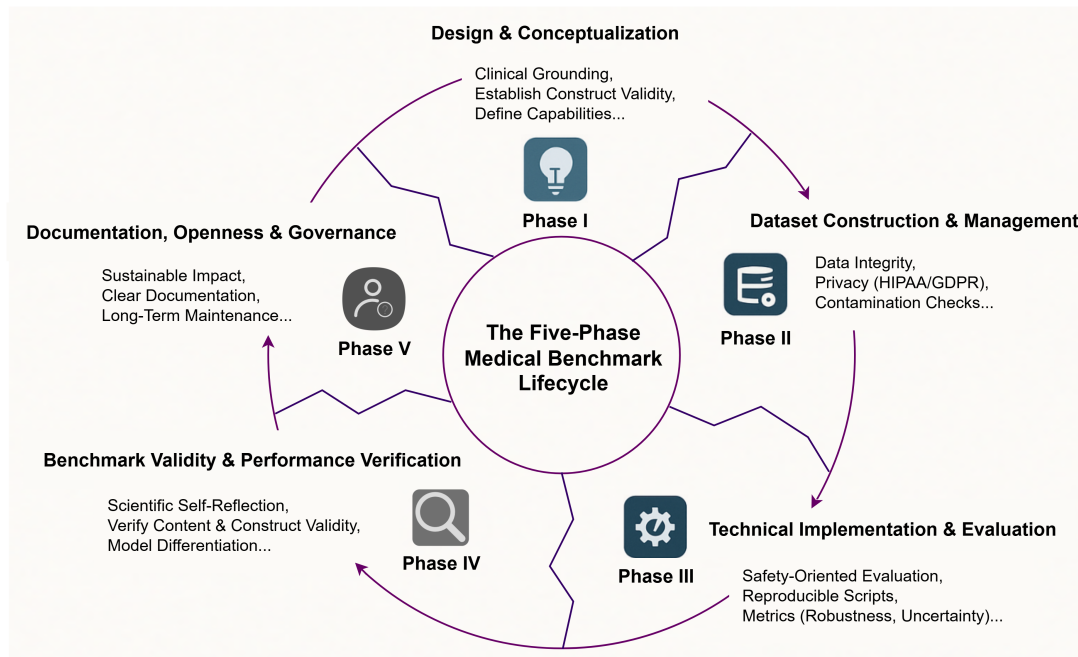 Design & Conceptualization
Clinical Grounding,
Establish Construct Validity,
Define Capabilities...
Phase I
Dataset Construction & Management
Data Integrity,
Privacy (HIPAA/GDPR),
Contamination Checks...
Phase II
Technical Implementation & Evaluation
Safety-Oriented Evaluation,
Reproducible Scripts,
Metrics (Robustness, Uncertainty)...
Phase III
Benchmark Validity & Performance Verification
Scientific Self-Reflection,
Verify Content & Construct Validity,
Model Differentiation...
Phase IV
Documentation, Openness & Governance
Sustainable Impact,
Clear Documentation,
Long-Term Maintenance...
Phase V
The Five-Phase
Medical Benchmark
Lifecycle